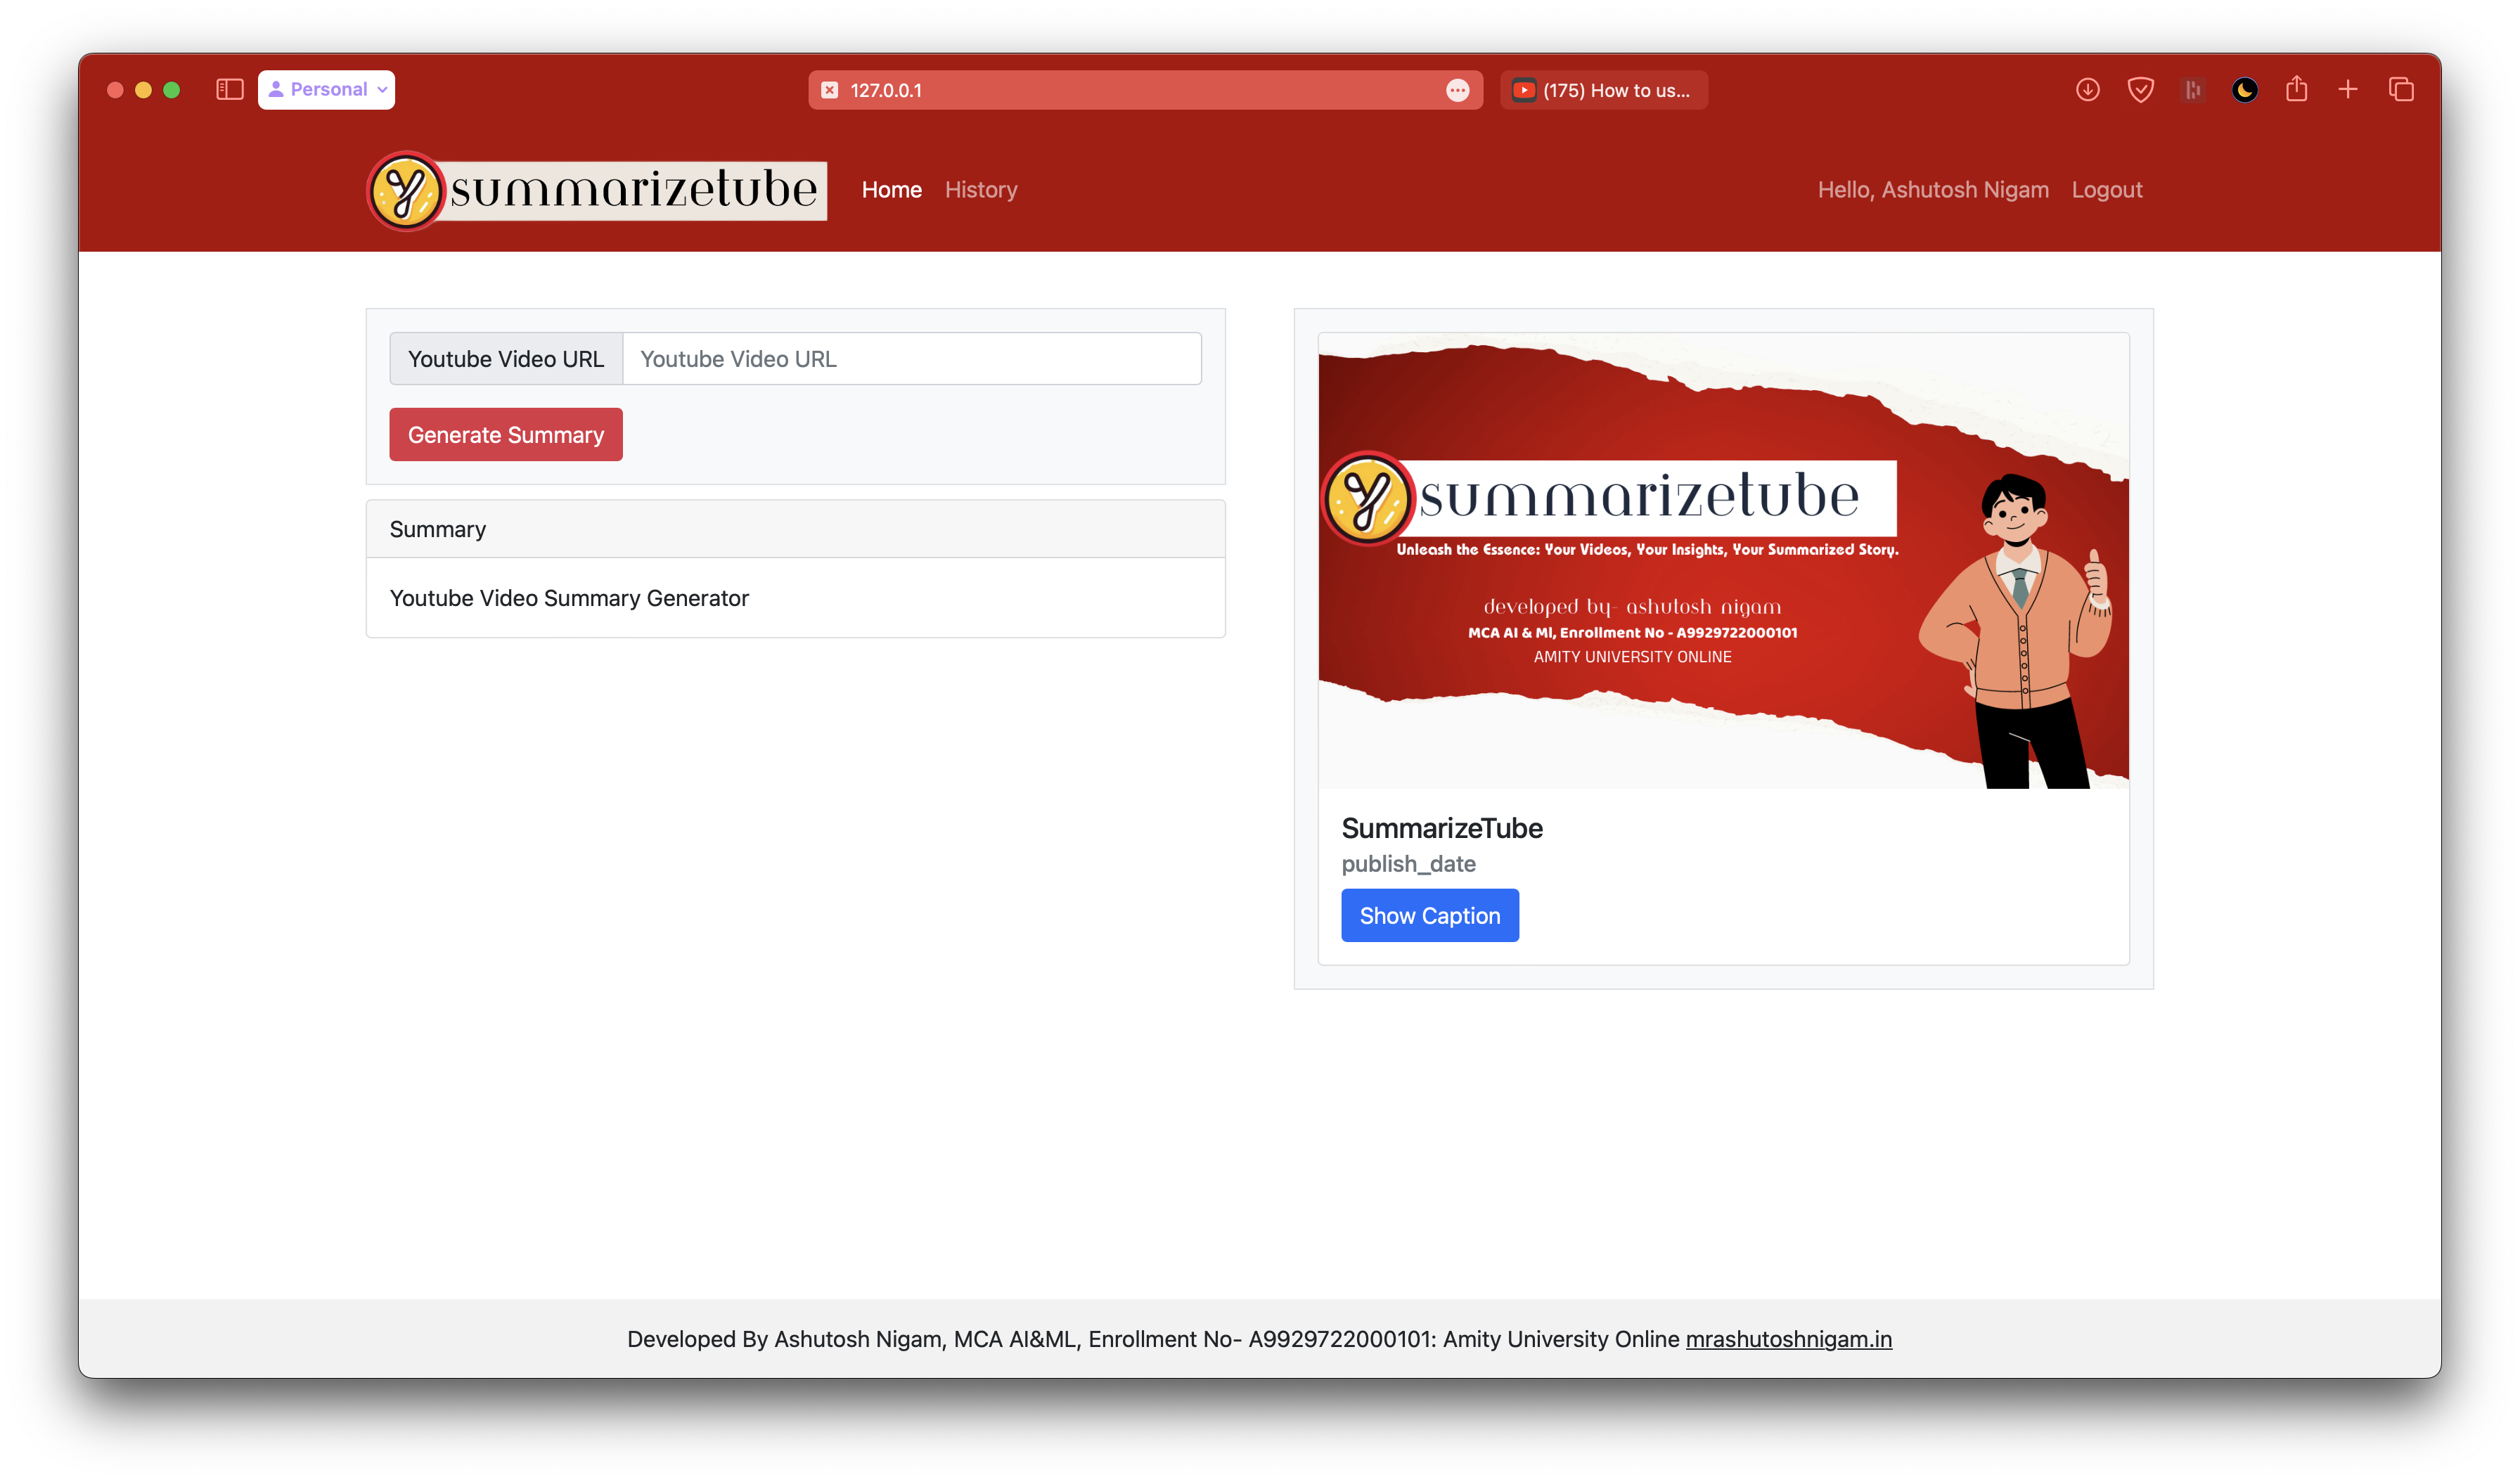 Personal
127.0.0.1
(175) How to us...
summarizetube
Home
History
Hello, Ashutosh Nigam
Logout
Youtube Video URL
Youtube Video URL
Generate Summary
Summary
Youtube Video Summary Generator
summarizetube
Unleash the Essence: Your Videos, Your Insights, Your Summarized Story.
developed by- ashutosh nigam
MCA AI & Ml, Enrollment No - A9929722000101
AMITY UNIVERSITY ONLINE
SummarizeTube
publish_date
Show Caption
Developed By Ashutosh Nigam, MCA AI&ML, Enrollment No- A9929722000101: Amity University Online mrashutoshnigam.in